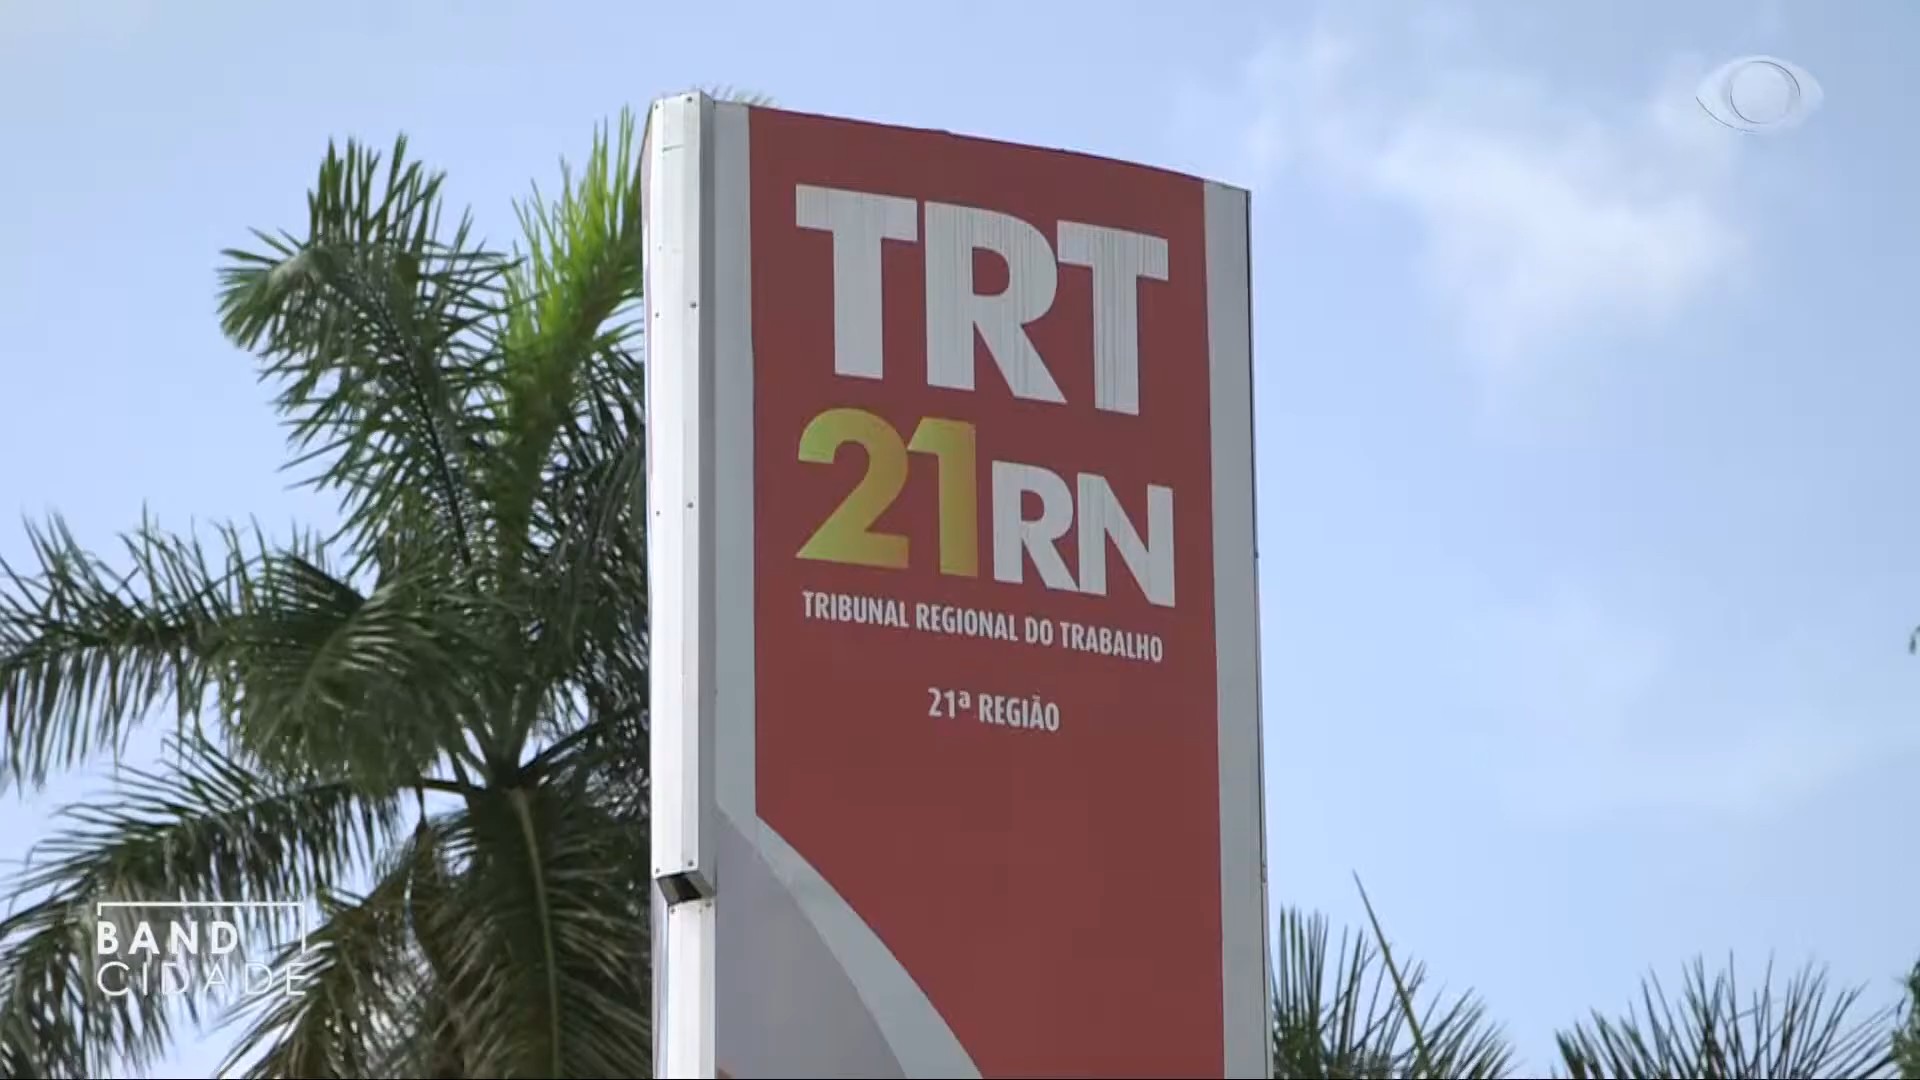 TRT
21RN
TRIBUNAL REGIONAL DO TRABALHO
21ª REGIÃO
BAND
CIDADE